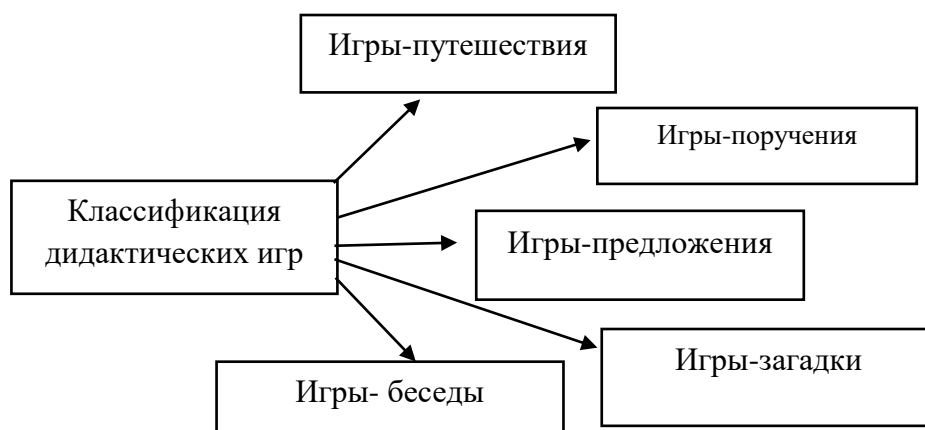 Игры-путешествия
Игры-поручения
Классификация
дидактических игр
Игры-предложения
Игры-загадки
Игры- беседы